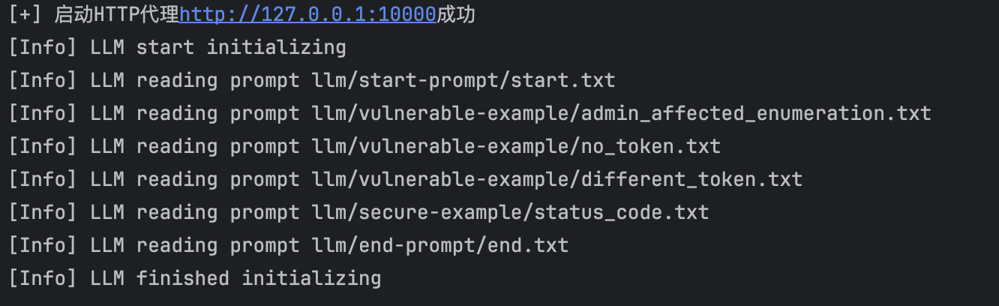 [+] 启动HTTP代理http://127.0.0.1:10000成功
[Info] LLM start initializing
[Info] LLM reading prompt llm/start-prompt/start.txt
[Info] LLM reading prompt llm/vulnerable-example/admin_affected_enumeration.txt
[Info] LLM reading prompt llm/vulnerable-example/no_token.txt
[Info] LLM reading prompt llm/vulnerable-example/different_token.txt
[Info] LLM reading prompt llm/secure-example/status_code.txt
[Info] LLM reading prompt llm/end-prompt/end.txt
[Info] LLM finished initializing